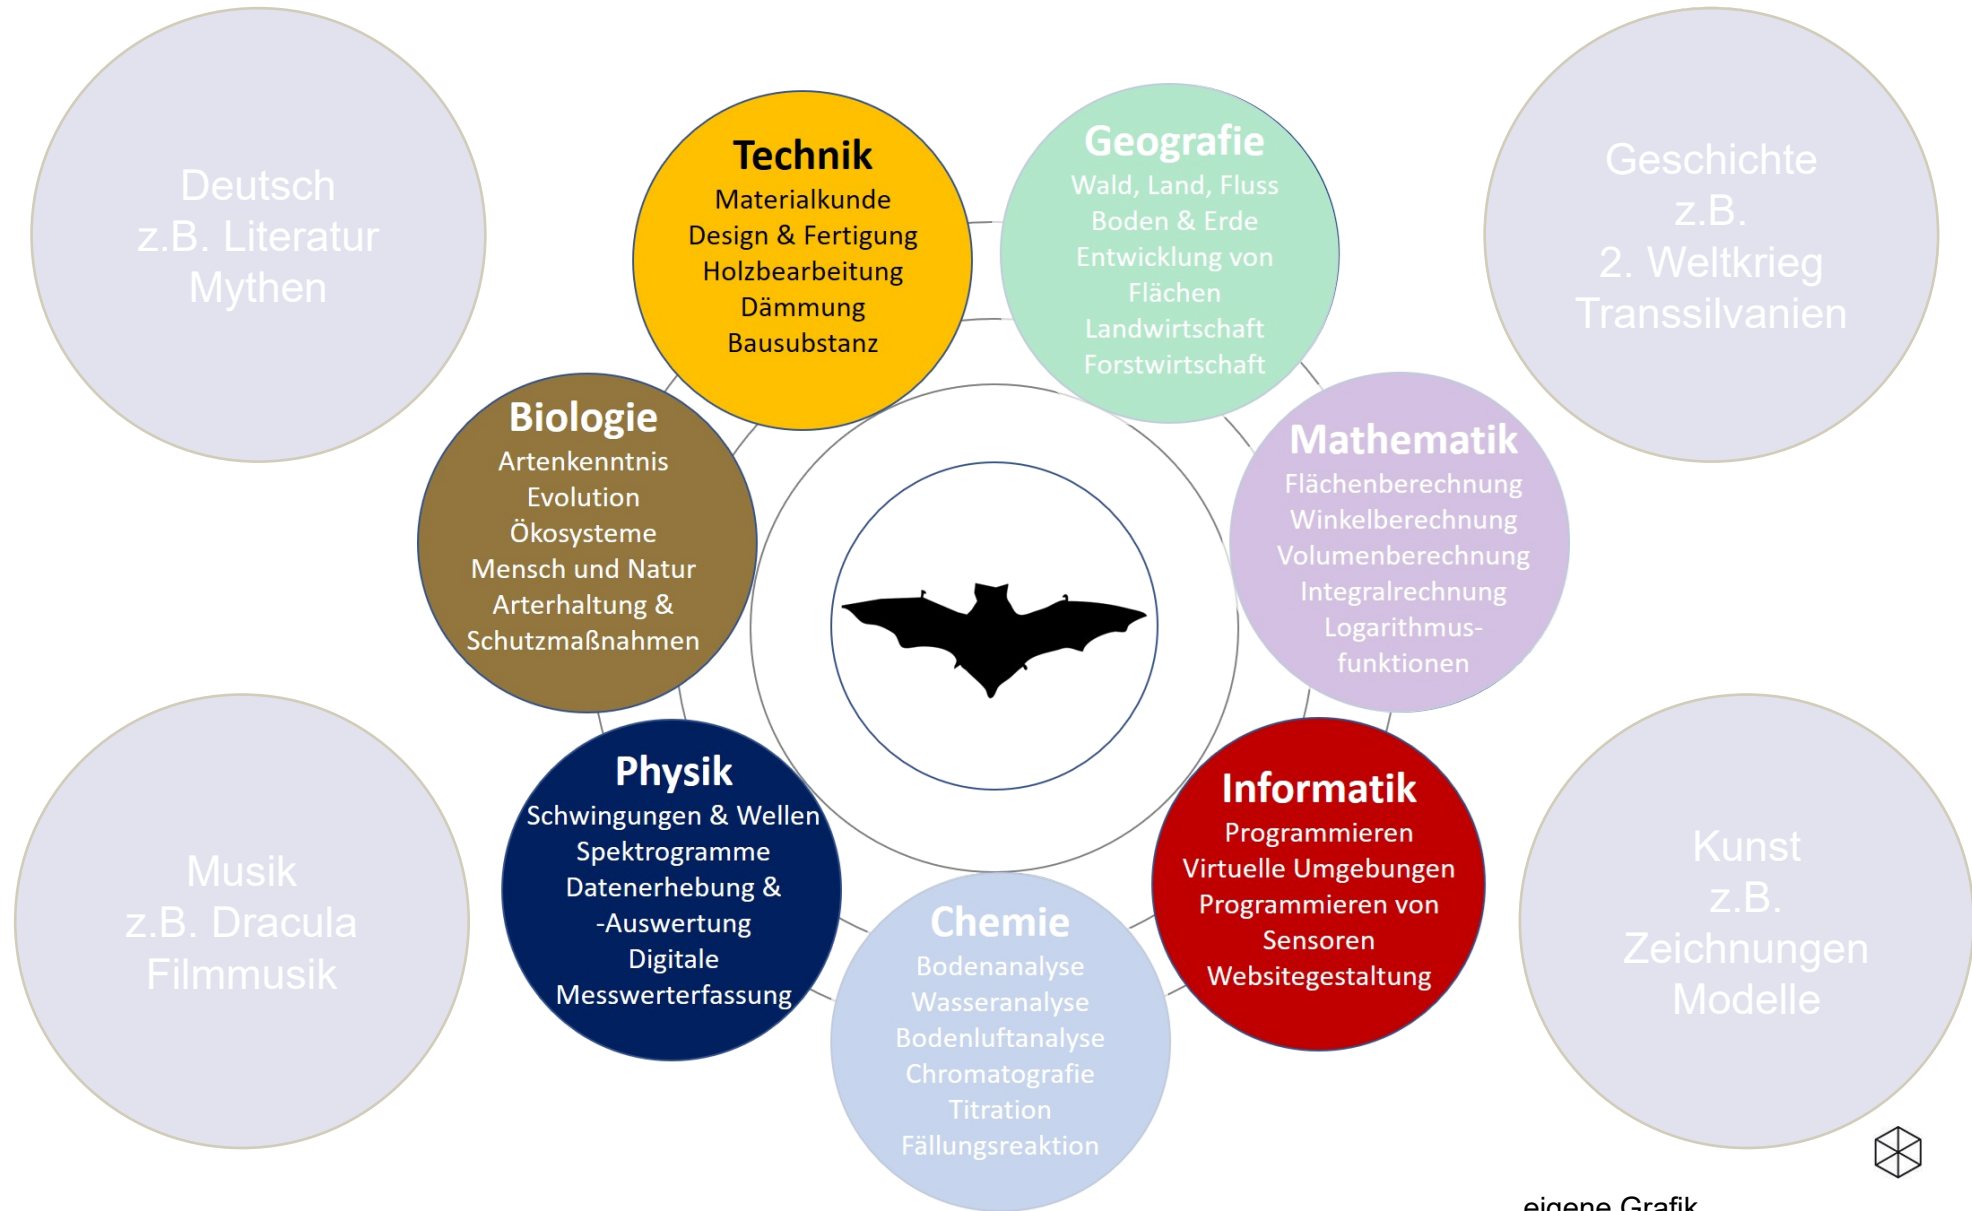 Deutsch
z.B. Literatur
Mythen
Technik
Materialkunde
Design & Fertigung
Holzbearbeitung
Dämmung
Bausubstanz
Geografie
Wald, Land, Fluss
Boden & Erde
Entwicklung von
Flächen
Landwirtschaft
Forstwirtschaft
Geschichte
z.B.
2. Weltkrieg
Transsilvanien
Biologie
Artenkenntnis
Evolution
Ökosysteme
Mensch und Natur
Arterhaltung &
Schutzmaßnahmen
Mathematik
Flächenberechnung
Winkelberechnung
Volumenberechnung
Integralrechnung
Logarithmus-
funktionen
Musik
z.B. Dracula
Filmmusik
Physik
Schwingungen & Wellen
Spektrogramme
Datenerhebung &
-Auswertung
Digitale
Messwerterfassung
Chemie
Bodenanalyse
Wasseranalyse
Bodenluftanalyse
Chromatografie
Titration
Fällungsreaktion
Informatik
Programmieren
Virtuelle Umgebungen
Programmieren von
Sensoren
Websitegestaltung
Kunst
z.B.
Zeichnungen
Modelle
eigene Grafik